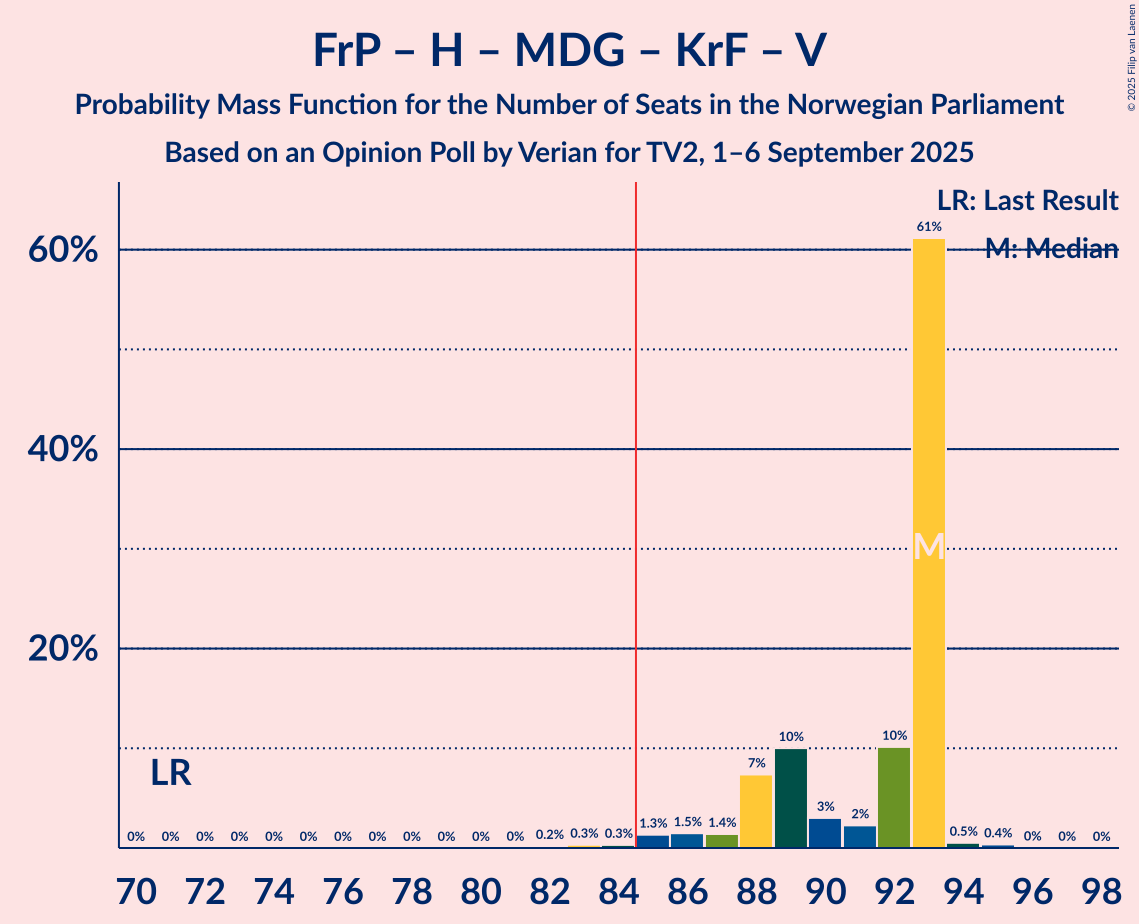 FrP – H – MDG – KrF – V
Probability Mass Function for the Number of Seats in the Norwegian Parliament
Based on an Opinion Poll by Verian for TV2, 1–6 September 2025
© 2025 Filip van Laenen
LR: Last Result
M: Median
60%
40%
20%
LR
M
0% 0% 0% 0% 0% 0% 0% 0% 0% 0% 0% 0% 0.2% 0.3% 0.3% 1.3% 1.5% 1.4% 7% 10% 3% 2% 10% 61% 0.5% 0.4% 0% 0% 0%
70 72 74 76 78 80 82 84 86 88 90 92 94 96 98